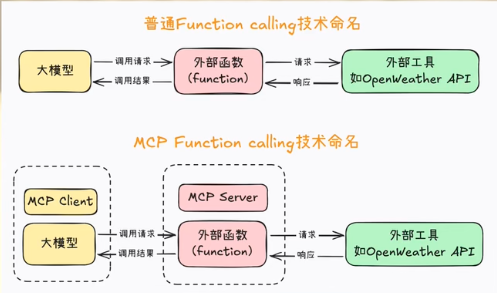 普通Function calling技术命名
大模型
调用请求
调用结果
外部函数
(function)
请求
响应
外部工具
如OpenWeather API
MCP Function calling技术命名
MCP Client
大模型
调用请求
调用结果
MCP Server
外部函数
(function)
请求
响应
外部工具
如OpenWeather API